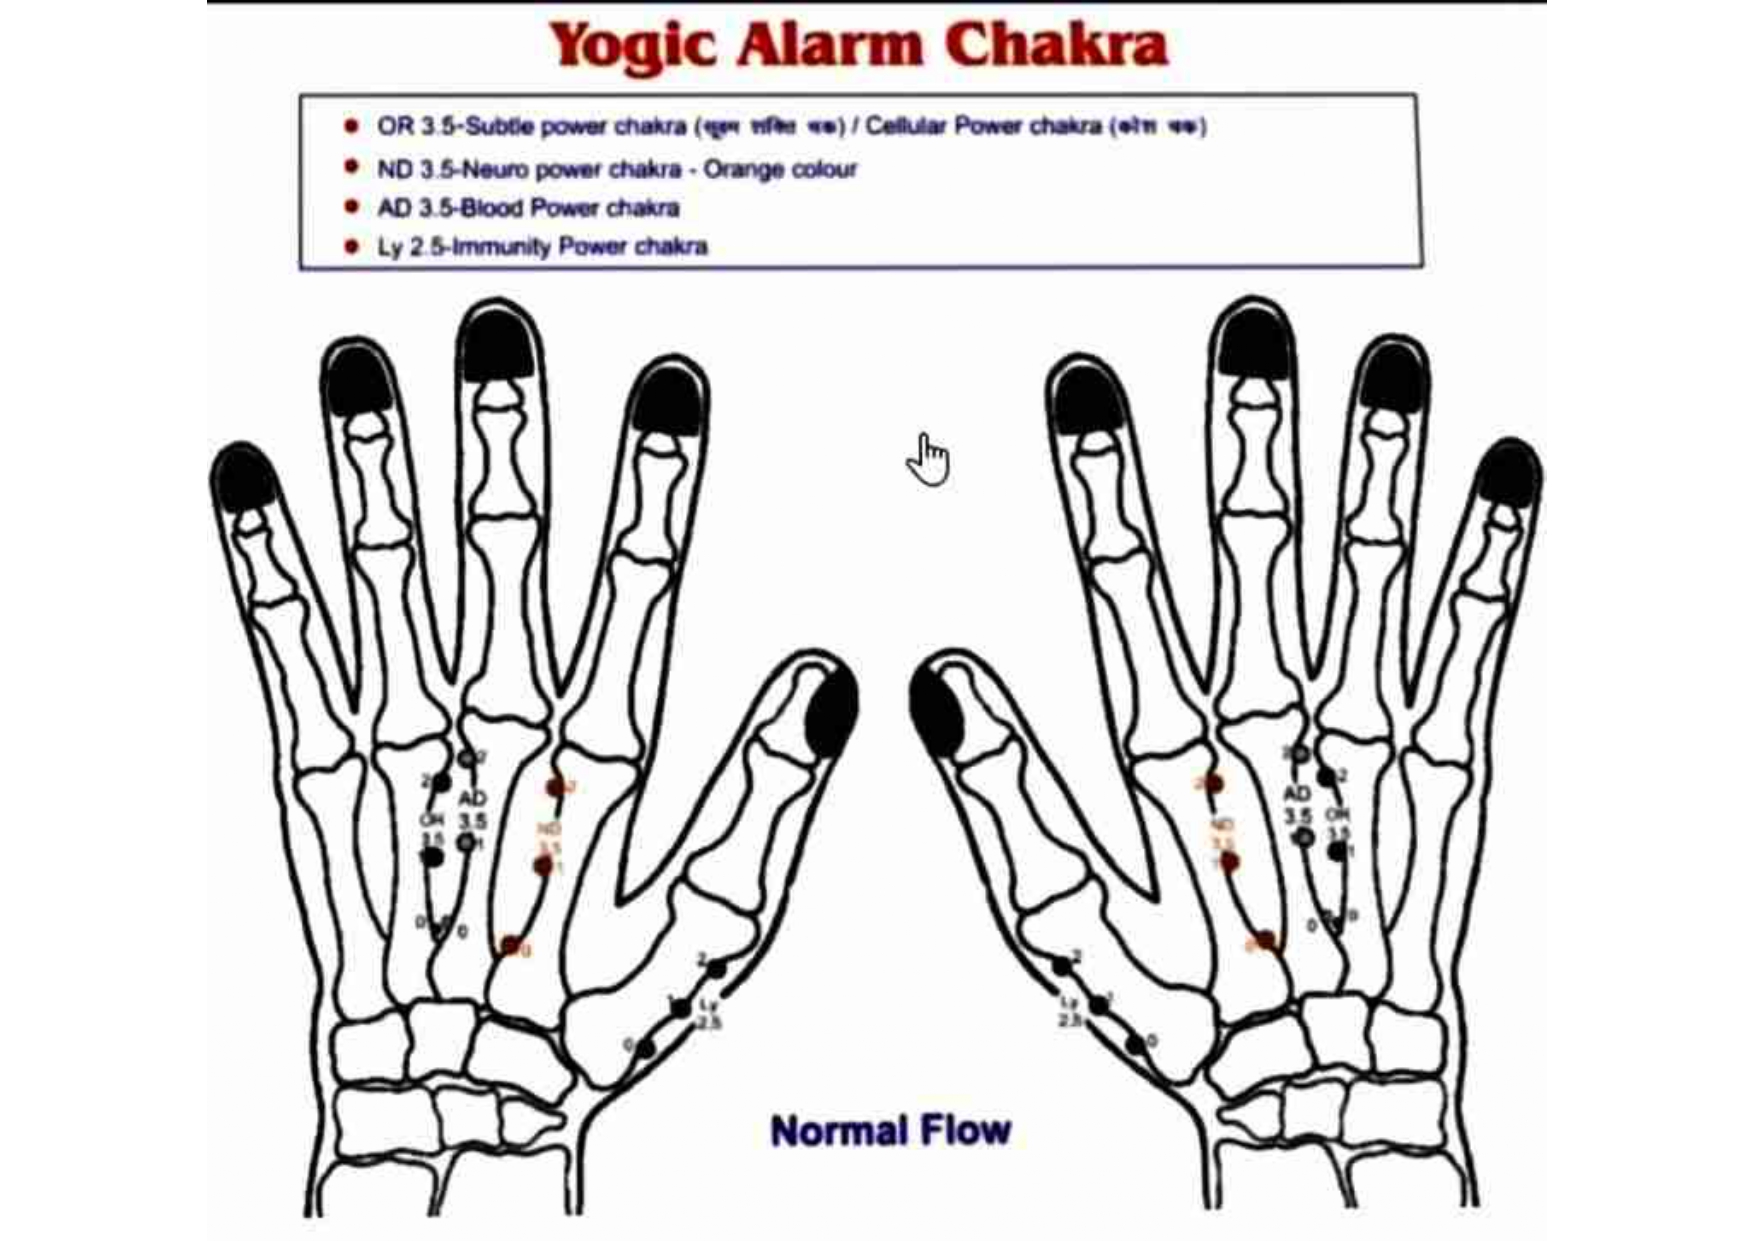 Yogic Alarm Chakra
OR 3.5-Subtle power chakra (सूक्ष्म शक्ति चक्र) / Cellular Power chakra (कोश चक्र)
ND 3.5-Neuro power chakra - Orange colour
AD 3.5-Blood Power chakra
Ly 2.5-Immunity Power chakra
2 2 2
AD
3.5
OR
3.5
ND
3.5
1 1 1
0 0 0
2
1
Ly
2.5
0
2 2 2
AD
3.5
OR
3.5
ND
3.5
1 1 1
0 0 0
2
1
Ly
2.5
0
Normal Flow